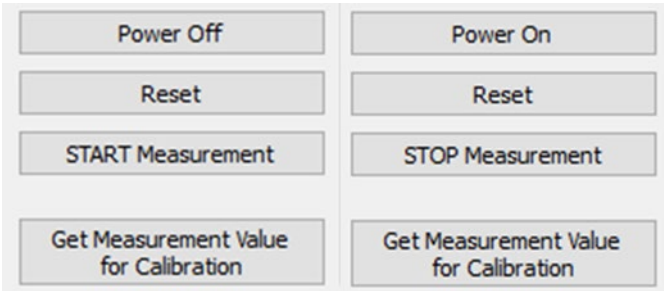 Power Off
Reset
START Measurement
Get Measurement Value
for Calibration
Power On
Reset
STOP Measurement
Get Measurement Value
for Calibration